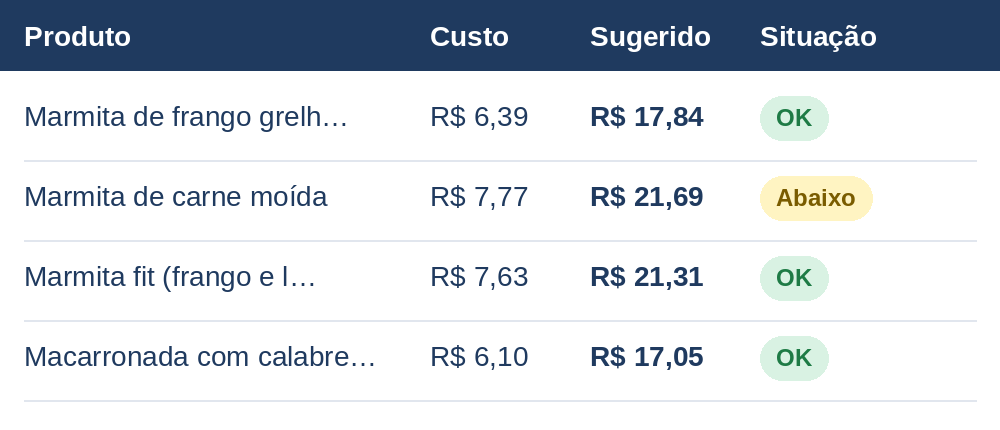 Produto Custo Sugerido Situação
Marmita de frango grelh… R$ 6,39 R$ 17,84 OK
Marmita de carne moída R$ 7,77 R$ 21,69 Abaixo
Marmita fit (frango e l… R$ 7,63 R$ 21,31 OK
Macarronada com calabre… R$ 6,10 R$ 17,05 OK